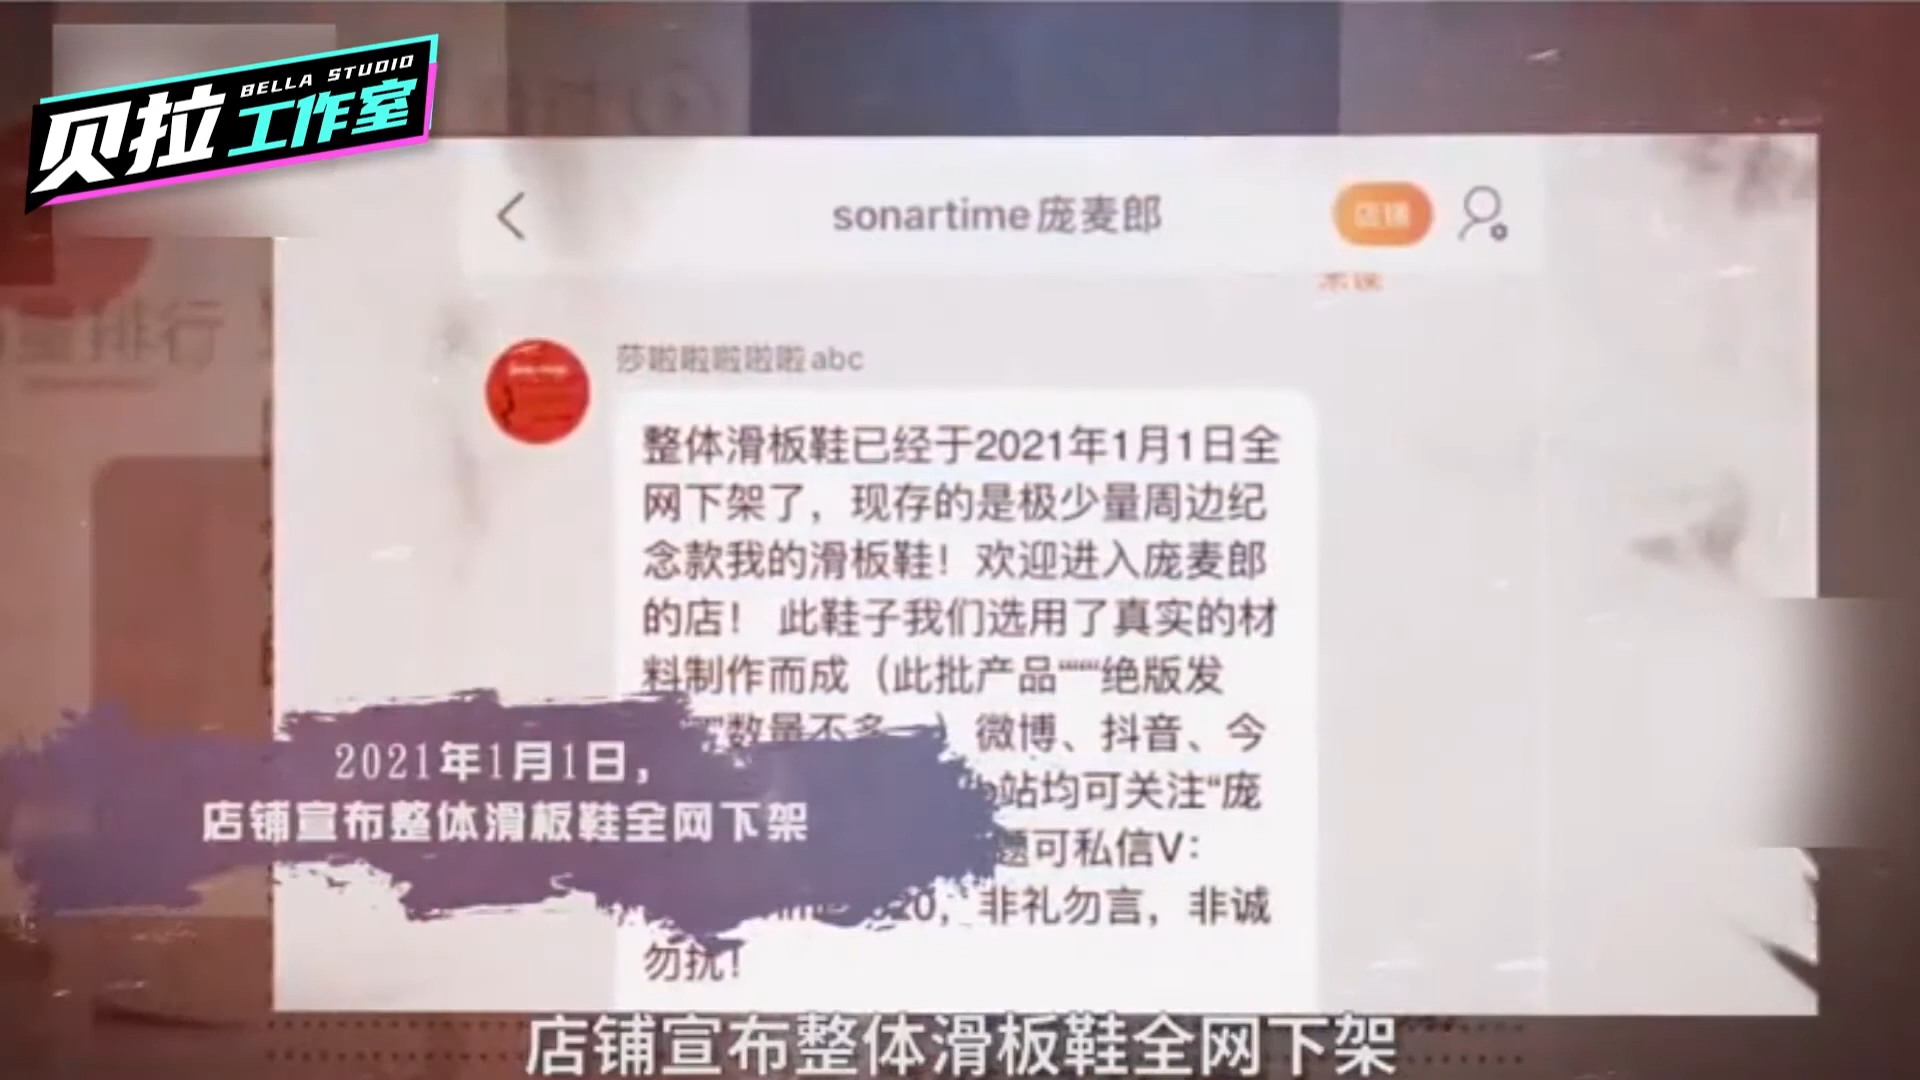 BELLA STUDIO
贝拉工作室
sonartime庞麦郎
店铺
排行
莎啦啦啦啦啦abc
整体滑板鞋已经于2021年1月1日全
网下架了，现存的是极少量周边纪
念款我的滑板鞋！欢迎进入庞麦郎
的店！ 此鞋子我们选用了真实的材
料制作而成（此批产品“““绝版发
数量不多 ）微博、抖音、今
站均可关注“庞
题可私信V：
20，非礼勿言，非诚
勿扰！
2021年1月1日，
店铺宣布整体滑板鞋全网下架
店铺宣布整体滑板鞋全网下架